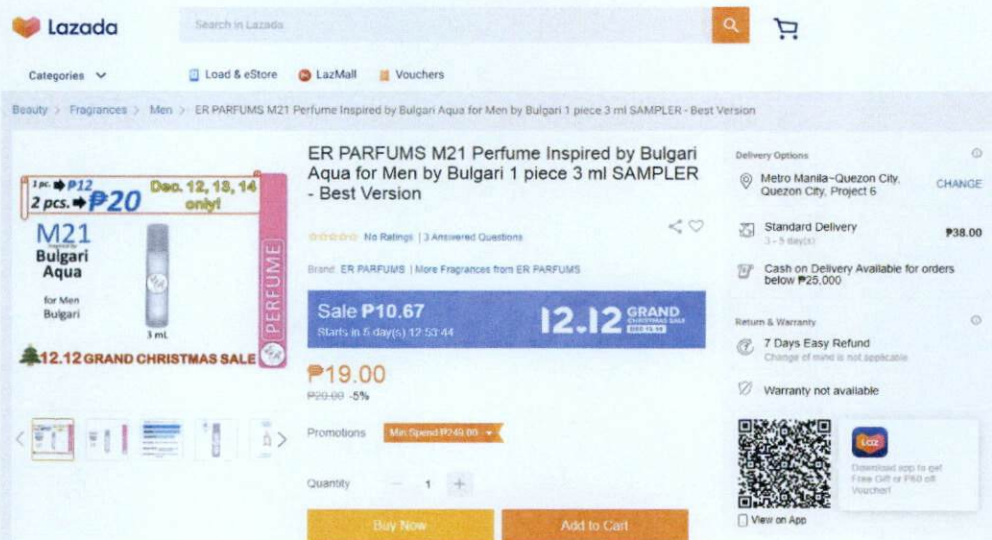 Lazada
Search in Lazada
Categories
Load & eStore
LazMall
Vouchers
Beauty > Fragrances > Men > ER PARFUMS M21 Perfume Inspired by Bulgari Aqua for Men by Bulgari 1 piece 3 ml SAMPLER - Best Version
1 pc. ➡ ₱12
2 pcs. ➡ ₱20
Dec. 12, 13, 14
only!
M21
Bulgari
Aqua
for Men
Bulgari
3 mL
PERFUME
12.12 GRAND CHRISTMAS SALE
ER PARFUMS M21 Perfume Inspired by Bulgari
Aqua for Men by Bulgari 1 piece 3 ml SAMPLER
- Best Version
No Ratings | 3 Answered Questions
Brand: ER PARFUMS | More Fragrances from ER PARFUMS
Sale ₱10.67
Starts in 5 day(s) 12:53:44
12.12 GRAND
CHRISTMAS SALE
₱19.00
₱20.00 -5%
Promotions
Min Spend ₱249.00
Quantity
1
Buy Now
Add to Cart
Delivery Options
Metro Manila~Quezon City,
Quezon City, Project 6
CHANGE
Standard Delivery
₱38.00
3 - 5 day(s)
Cash on Delivery Available for orders
below ₱25,000
Return & Warranty
7 Days Easy Refund
Change of mind is not applicable
Warranty not available
Laz
Download app to get
Free Gift or ₱60 off
Voucher!
View on App